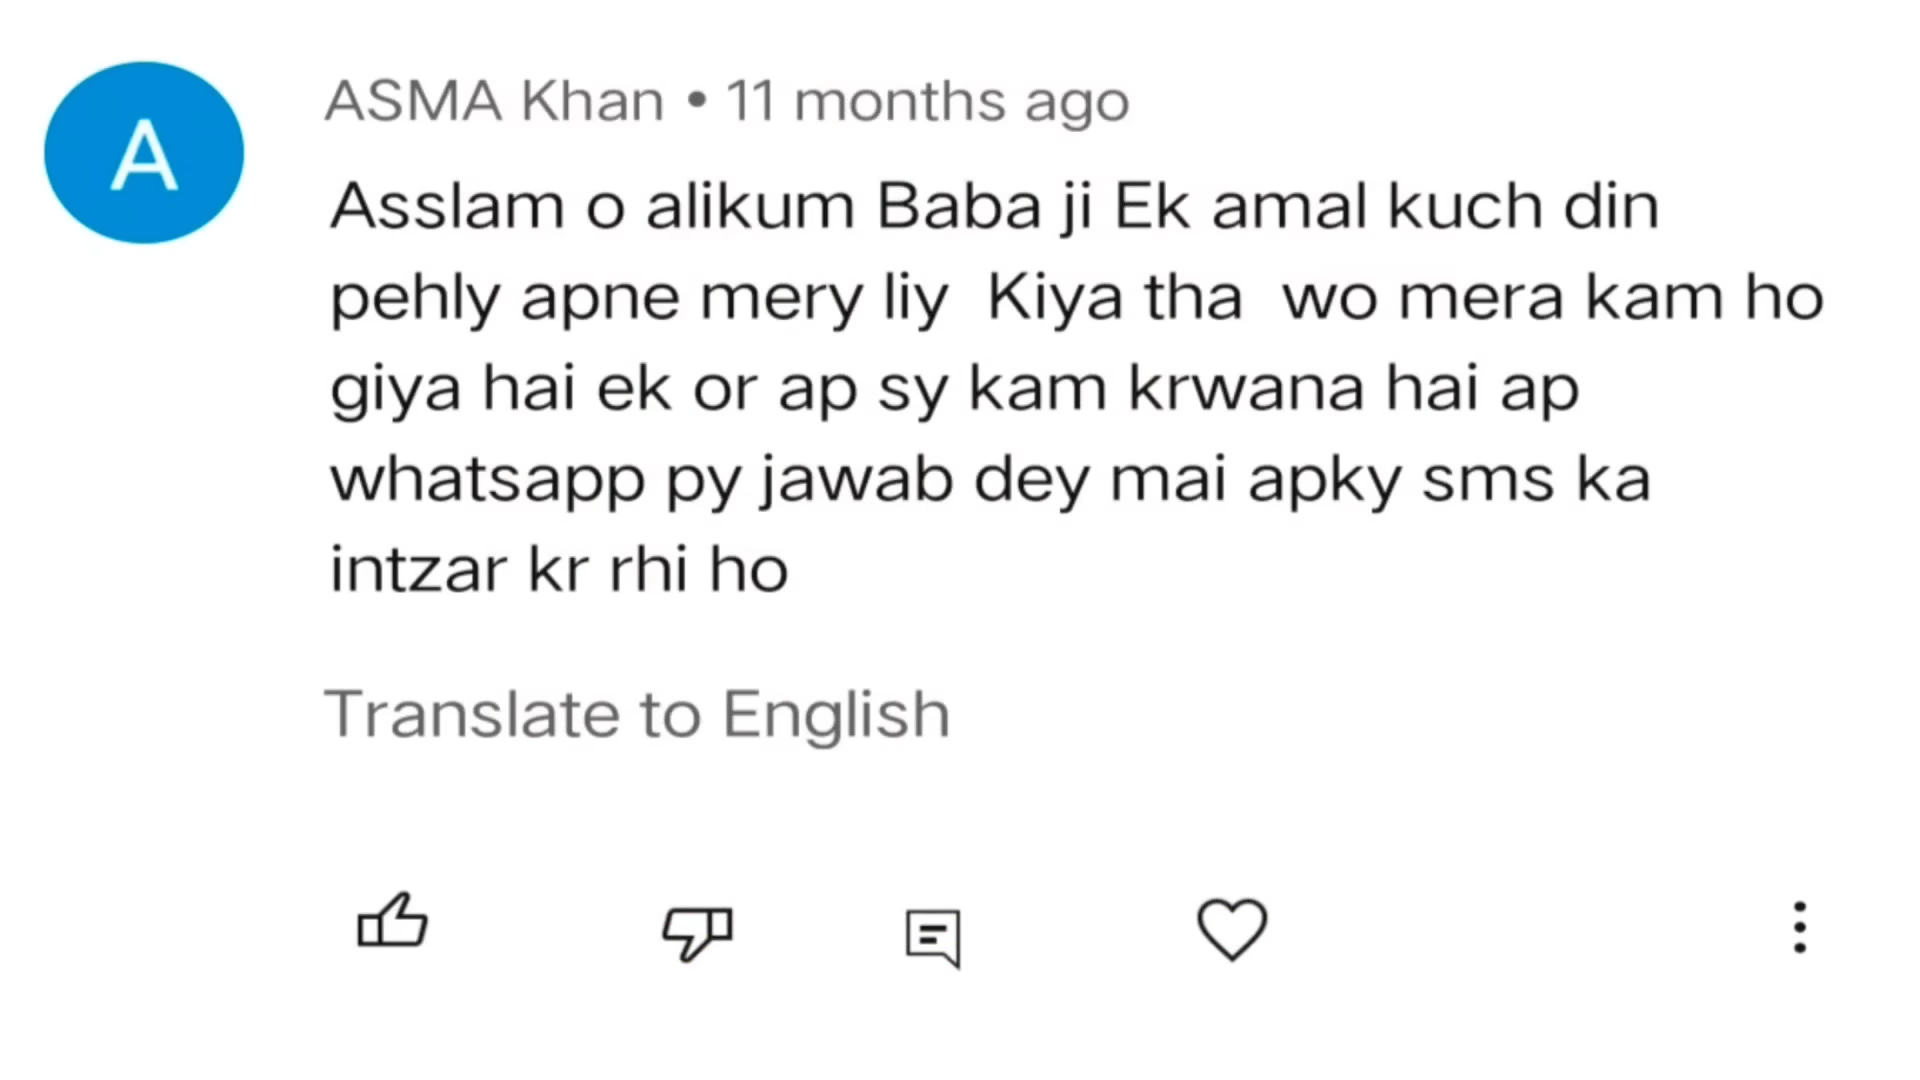 A
ASMA Khan • 11 months ago
Asslam o alikum Baba ji Ek amal kuch din
pehly apne mery liy Kiya tha wo mera kam ho
giya hai ek or ap sy kam krwana hai ap
whatsapp py jawab dey mai apky sms ka
intzar kr rhi ho
Translate to English